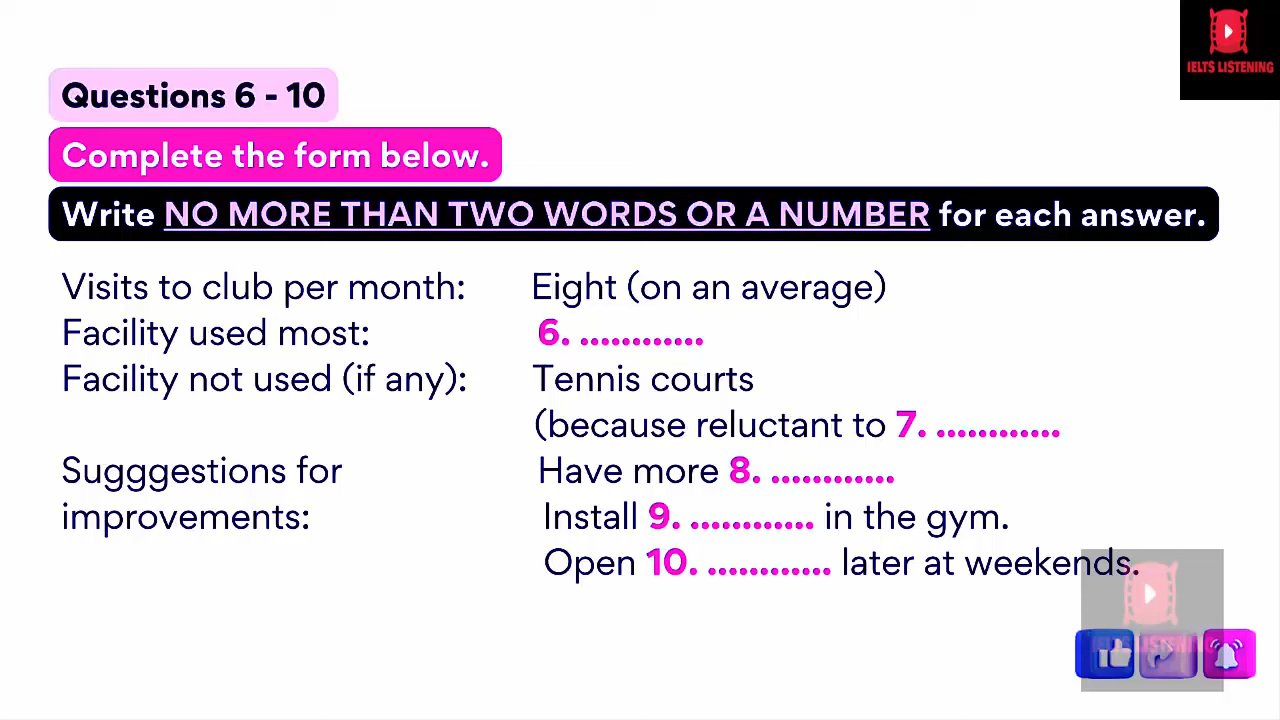 IELTS LISTENING
Questions 6 - 10
Complete the form below.
Write NO MORE THAN TWO WORDS OR A NUMBER for each answer.
Visits to club per month: Eight (on an average)
Facility used most: 6. ............
Facility not used (if any): Tennis courts
(because reluctant to 7. ............
Sugggestions for Have more 8. ............
improvements: Install 9. ............ in the gym.
Open 10. ............ later at weekends.
IELTS LISTENING